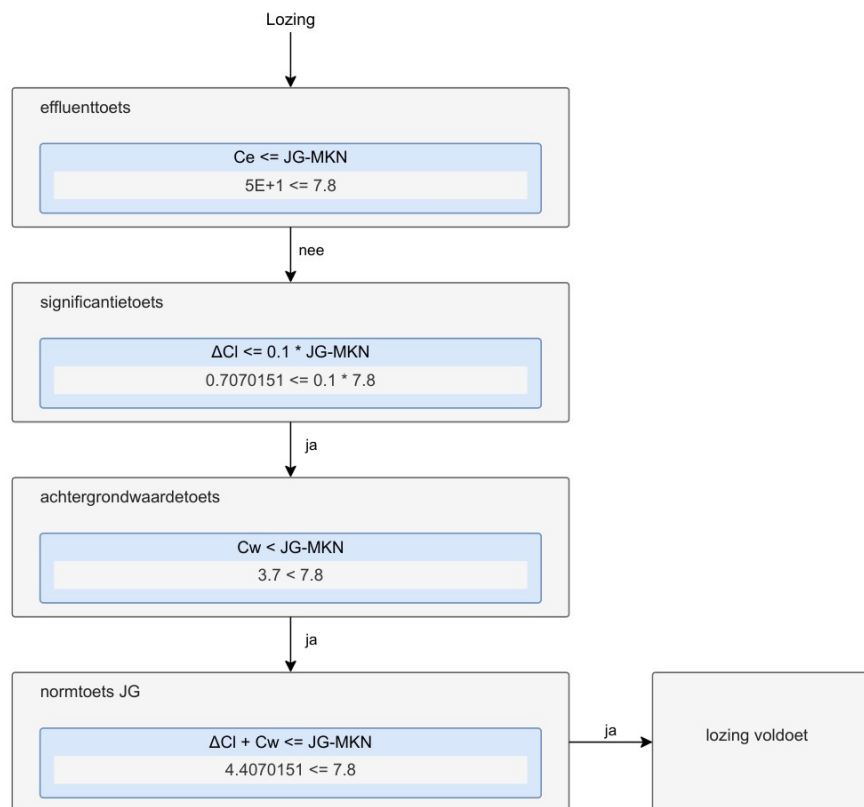 Lozing
effluenttoets
Ce <= JG-MKN
5E+1 <= 7.8
nee
significantietoets
ΔCl <= 0.1 * JG-MKN
0.7070151 <= 0.1 * 7.8
ja
achtergrondwaardetoets
Cw < JG-MKN
3.7 < 7.8
ja
normtoets JG
ΔCl + Cw <= JG-MKN
4.4070151 <= 7.8
ja
lozing voldoet